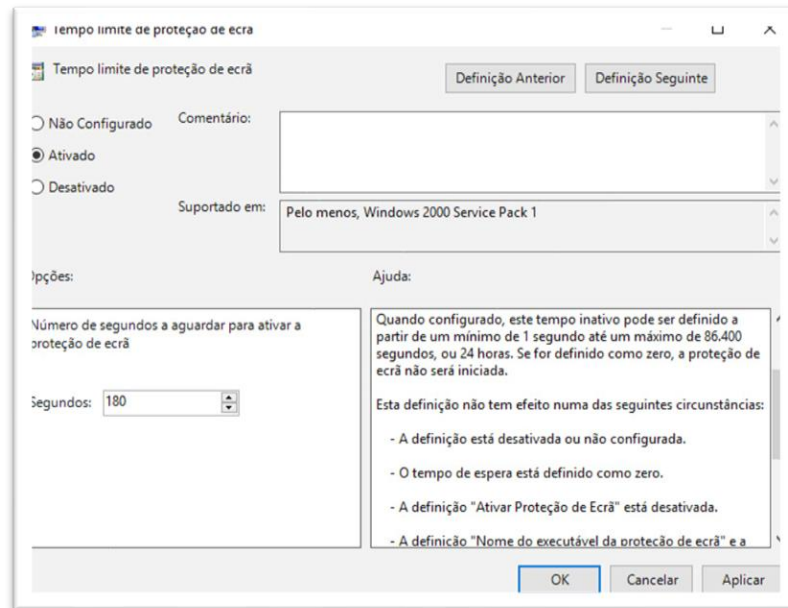 Tempo limite de proteção de ecrã
Tempo limite de proteção de ecrã
Definição Anterior
Definição Seguinte
Não Configurado
Comentário:
Ativado
Desativado
Suportado em:
Pelo menos, Windows 2000 Service Pack 1
Opções:
Ajuda:
Número de segundos a aguardar para ativar a
proteção de ecrã
Segundos: 180
Quando configurado, este tempo inativo pode ser definido a
partir de um mínimo de 1 segundo até um máximo de 86.400
segundos, ou 24 horas. Se for definido como zero, a proteção de
ecrã não será iniciada.
Esta definição não tem efeito numa das seguintes circunstâncias:
- A definição está desativada ou não configurada.
- O tempo de espera está definido como zero.
- A definição "Ativar Proteção de Ecrã" está desativada.
- A definição "Nome do executável da proteção de ecrã" e a
OK
Cancelar
Aplicar